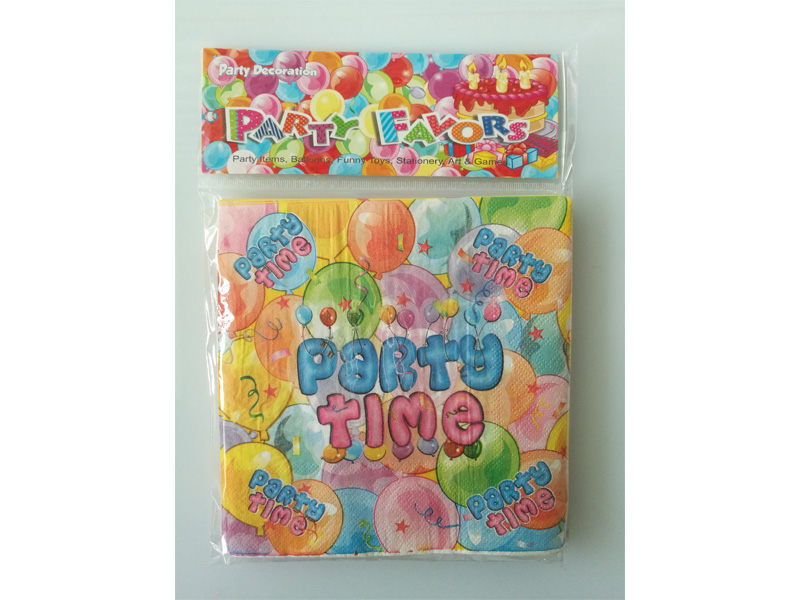 Party Decoration
PARTY FAVORS
Party Items, Balloons, Funny Toys, Stationery, Art & Games
PARTY
TIME
PARTY
TIME
PARTY
TIME
PARTY
TIME
PARTY
TIME